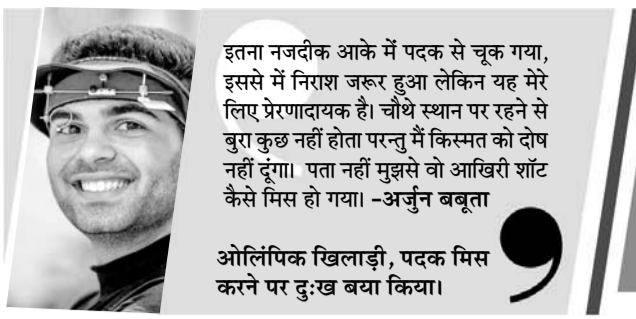 इतना नजदीक आके में पदक से चूक गया,
इससे में निराश जरूर हुआ लेकिन यह मेरे
लिए प्रेरणादायक है। चौथे स्थान पर रहने से
बुरा कुछ नहीं होता परन्तु मैं किस्मत को दोष
नहीं दूंगा। पता नहीं मुझसे वो आखिरी शॉट
कैसे मिस हो गया। -अर्जुन बबूता
ओलिंपिक खिलाड़ी, पदक मिस
करने पर दुःख बया किया।